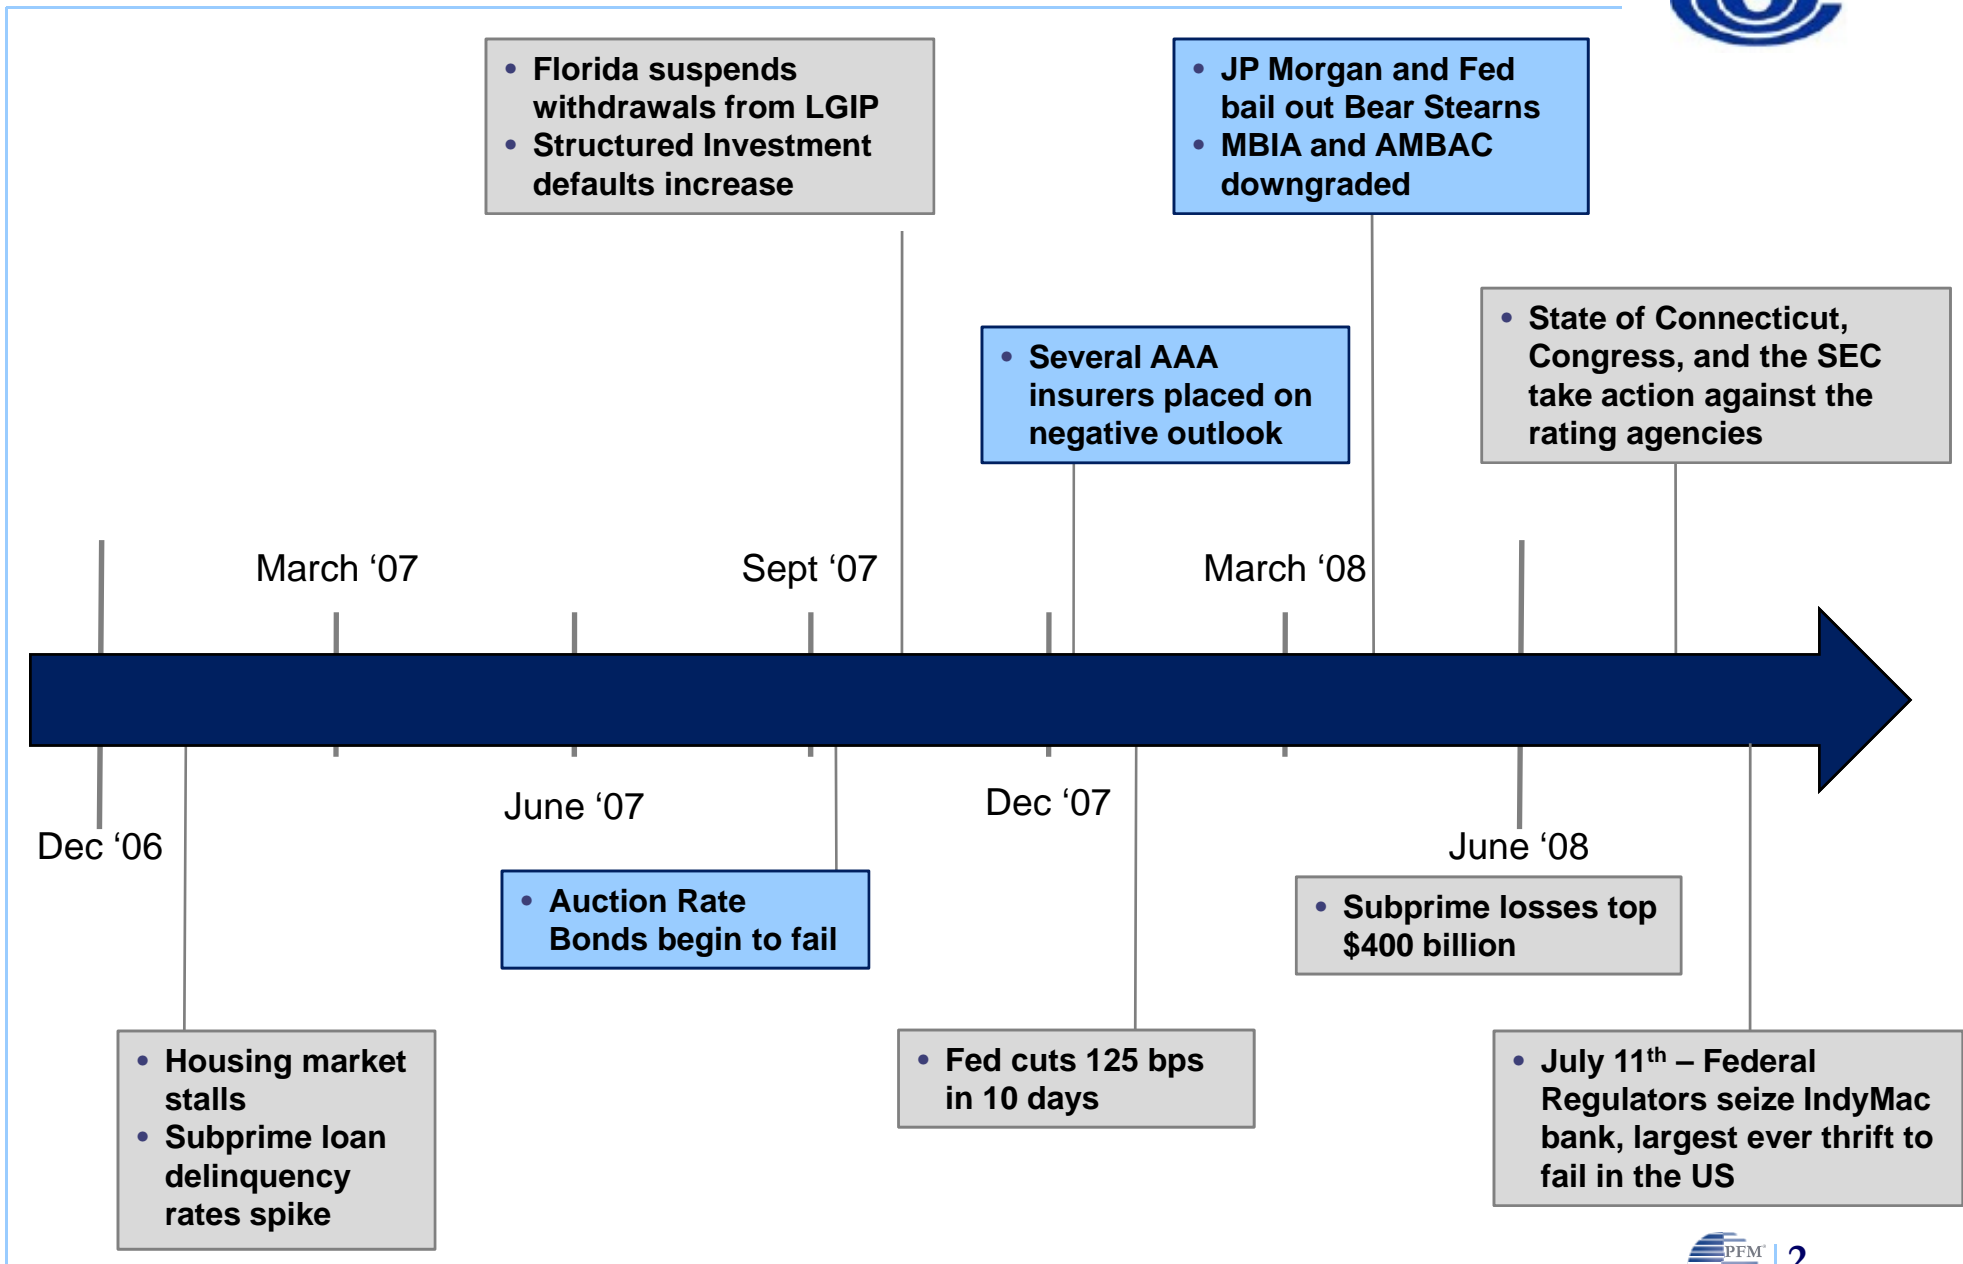 • Florida suspends
withdrawals from LGIP
• Structured Investment
defaults increase
• JP Morgan and Fed
bail out Bear Stearns
• MBIA and AMBAC
downgraded
• Several AAA
insurers placed on
negative outlook
• State of Connecticut,
Congress, and the SEC
take action against the
rating agencies
March ‘07
Sept ‘07
March ‘08
Dec ‘06
June ‘07
Dec ‘07
June ‘08
• Auction Rate
Bonds begin to fail
• Subprime losses top
$400 billion
• Housing market
stalls
• Subprime loan
delinquency
rates spike
• Fed cuts 125 bps
in 10 days
• July 11th – Federal
Regulators seize IndyMac
bank, largest ever thrift to
fail in the US
PFM
2